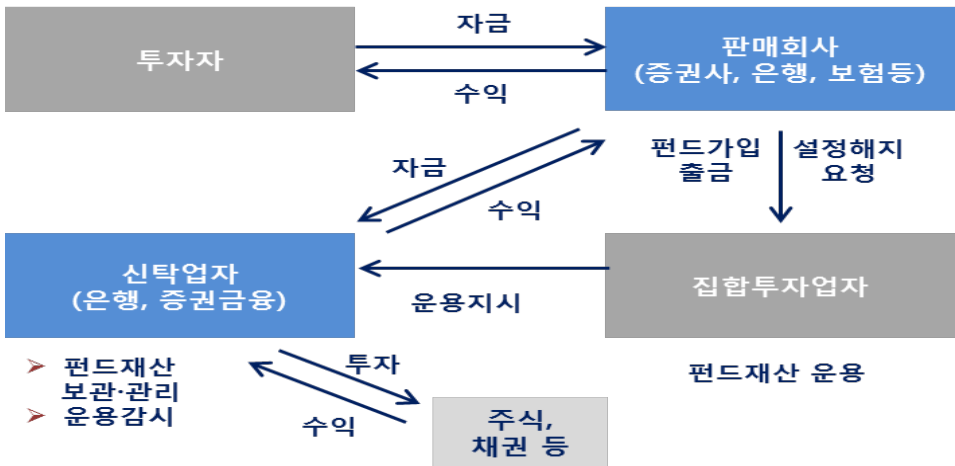 자금
투자자
판매회사
(증권사, 은행, 보험등)
수익
자금
수익
펀드가입
출금
설정해지
요청
신탁업자
(은행, 증권금융)
운용지시
집합투자업자
➢ 펀드재산
보관·관리
➢ 운용감시
투자
수익
주식,
채권 등
펀드재산 운용